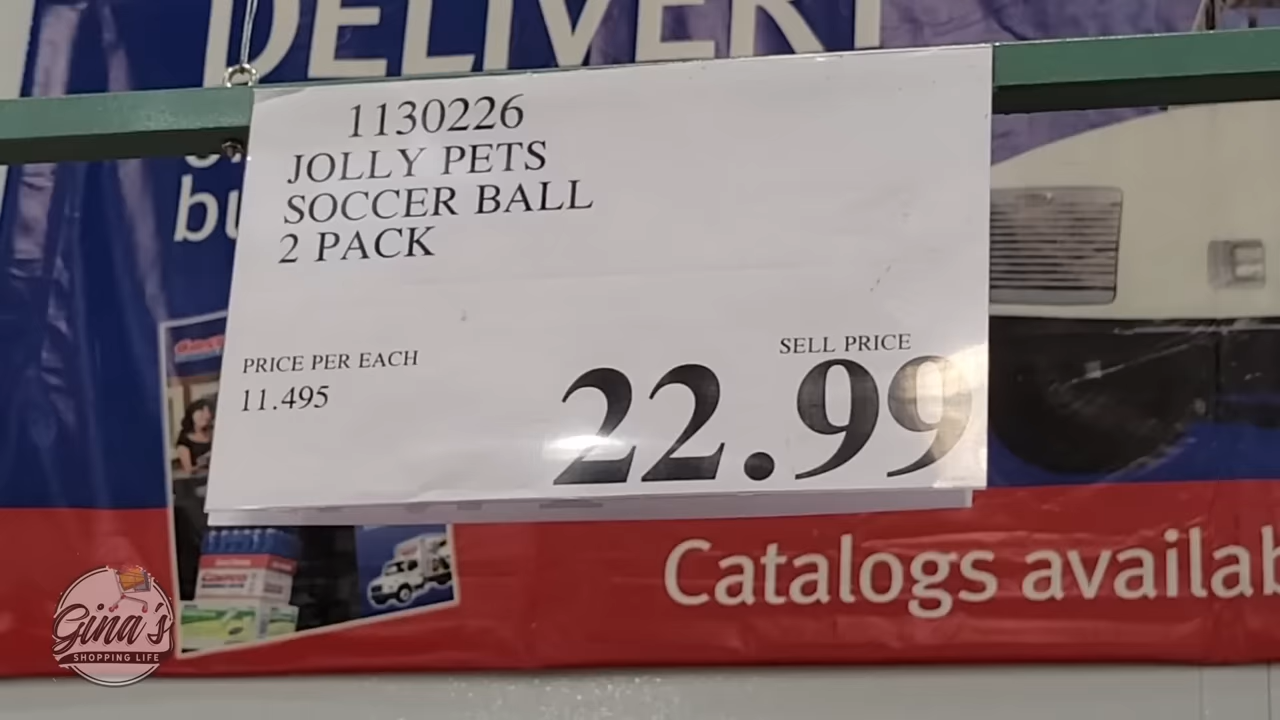 DELIVERY
1130226
JOLLY PETS
SOCCER BALL
2 PACK
PRICE PER EACH
11.495
SELL PRICE
22.99
Catalogs availab
Gina's
SHOPPING LIFE